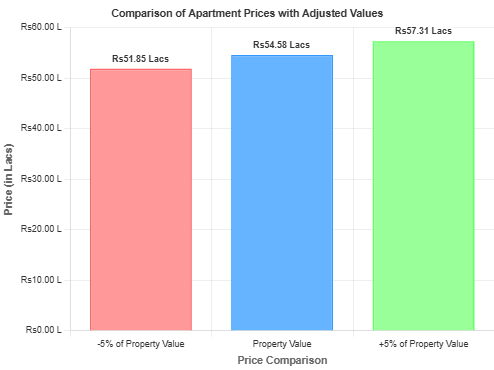 Comparison of Apartment Prices with Adjusted Values
Rs60.00 L
Rs50.00 L
Rs40.00 L
Rs30.00 L
Rs20.00 L
Rs10.00 L
Rs0.00 L
Price (in Lacs)
Rs51.85 Lacs
Rs54.58 Lacs
Rs57.31 Lacs
-5% of Property Value
Property Value
+5% of Property Value
Price Comparison